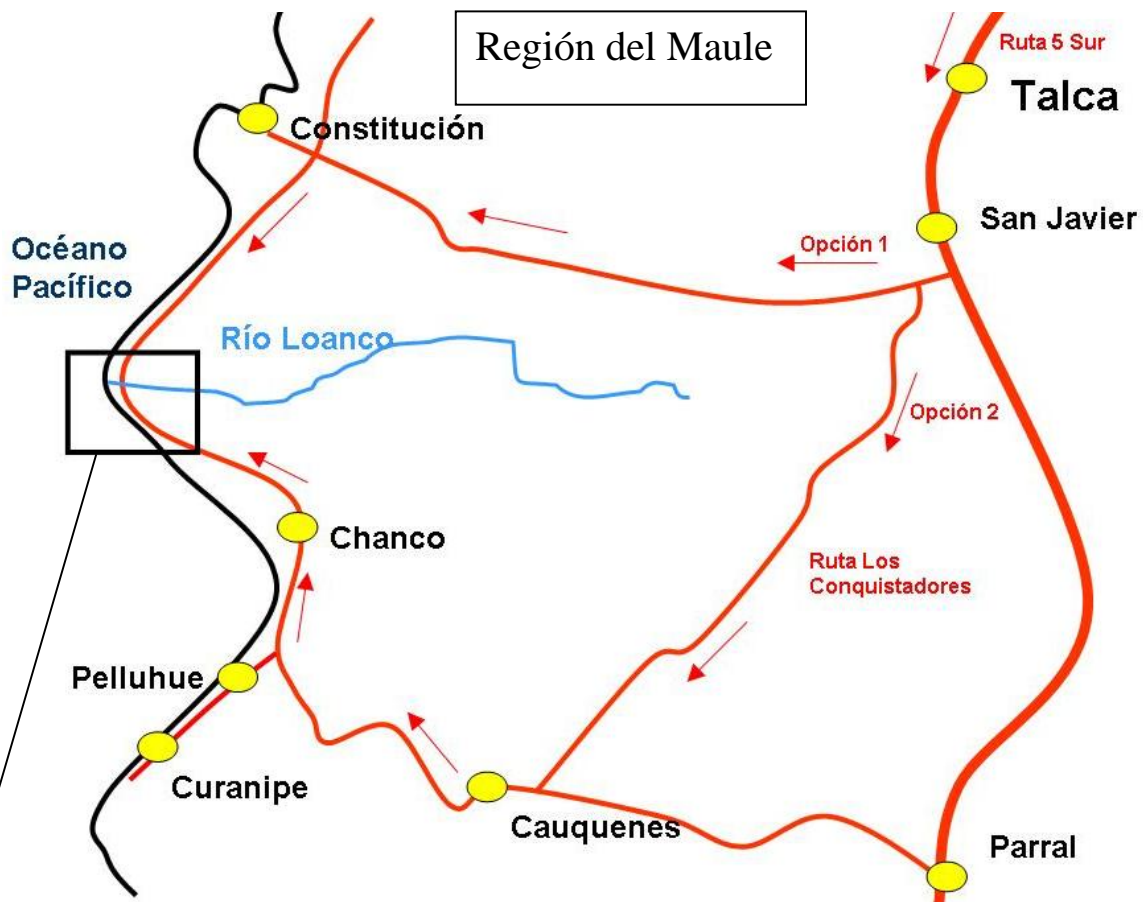 Región del Maule
Ruta 5 Sur
Talca
Constitución
San Javier
Opción 1
Océano
Pacífico
Río Loanco
Opción 2
Chanco
Ruta Los
Conquistadores
Pelluhue
Curanipe
Cauquenes
Parral